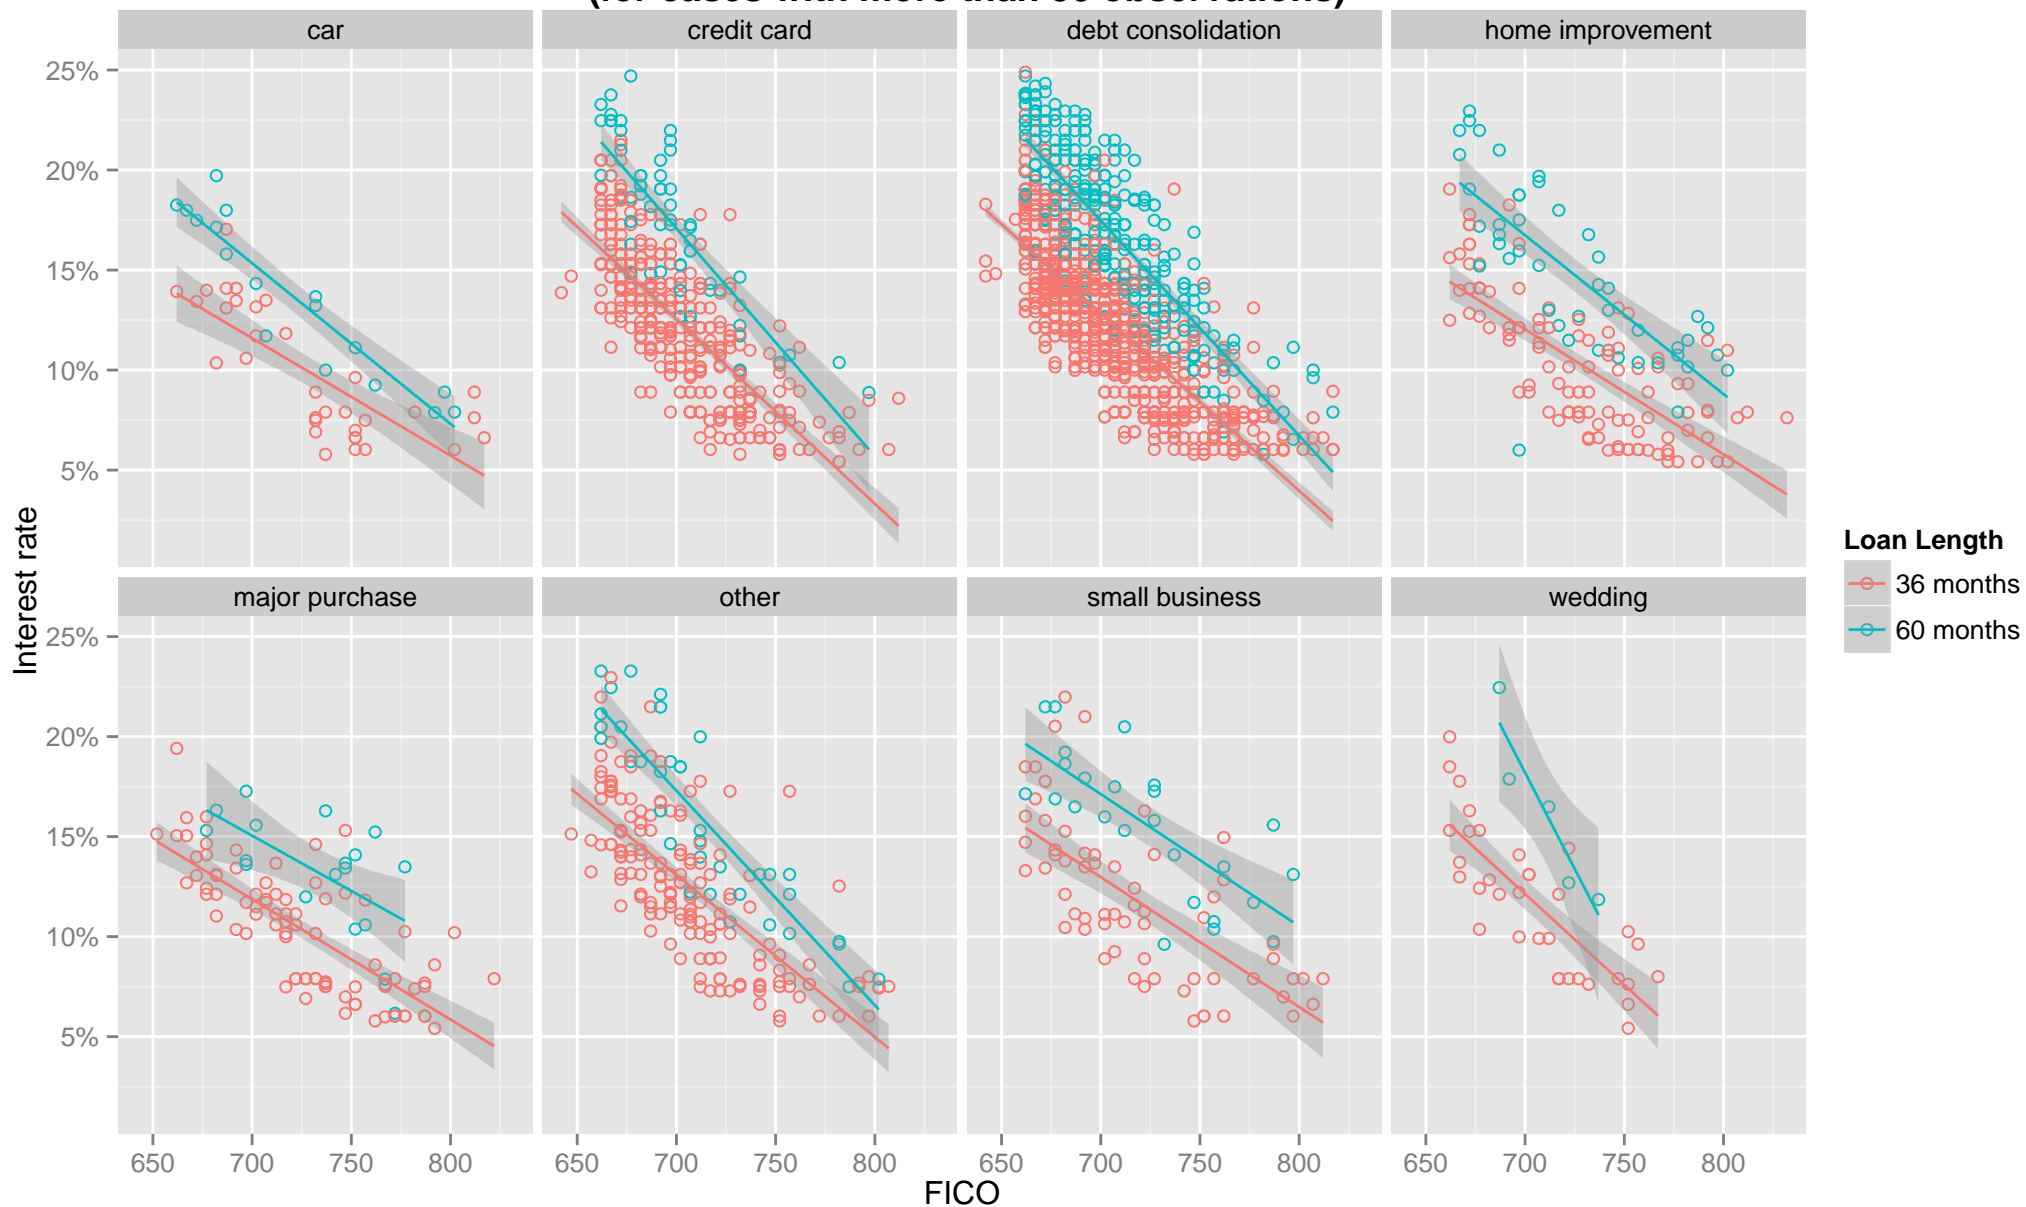 car credit card debt consolidation home improvement
25%
20%
15%
10%
5%
major purchase other small business wedding
25%
20%
15%
10%
5%
650 700 750 800 650 700 750 800 650 700 750 800 650 700 750 800
FICO
Interest rate
Loan Length
36 months
60 months